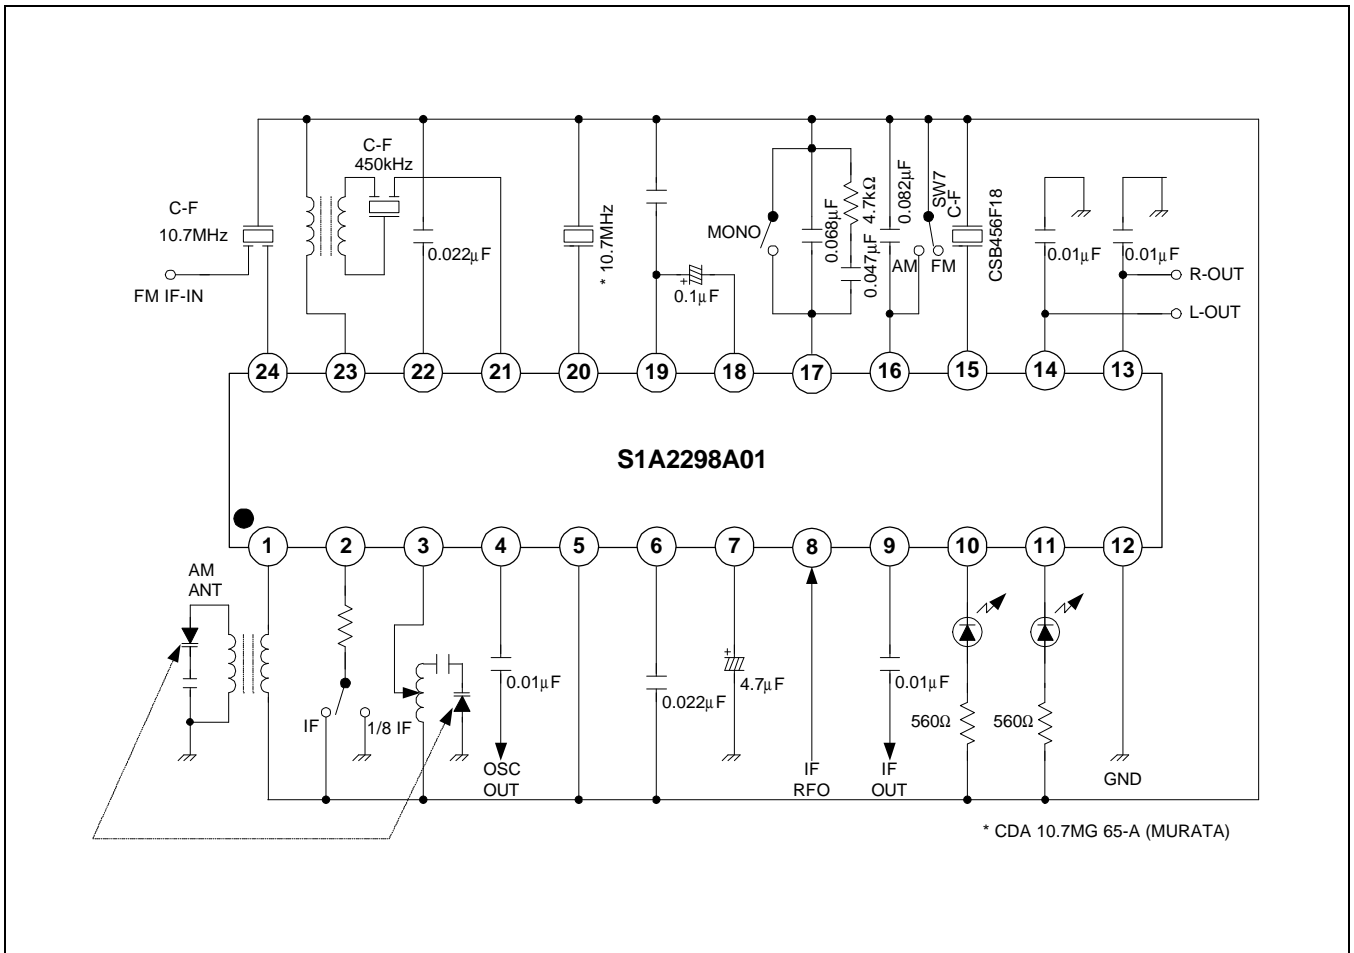 C-F
450kHz
C-F
10.7MHz
FM IF-IN
0.022μF
* 10.7MHz
0.1μF
MONO
0.068μF
4.7kΩ
0.047μF
0.082μF
AM
FM
SW7
C-F
CSB456F18
0.01μF
0.01μF
R-OUT
L-OUT
24 23 22 21 20 19 18 17 16 15 14 13
S1A2298A01
1 2 3 4 5 6 7 8 9 10 11 12
AM
ANT
IF
1/8 IF
0.01μF
OSC
OUT
0.022μF
4.7μF
IF
RFO
0.01μF
IF
OUT
560Ω
560Ω
GND
* CDA 10.7MG 65-A (MURATA)
+
+